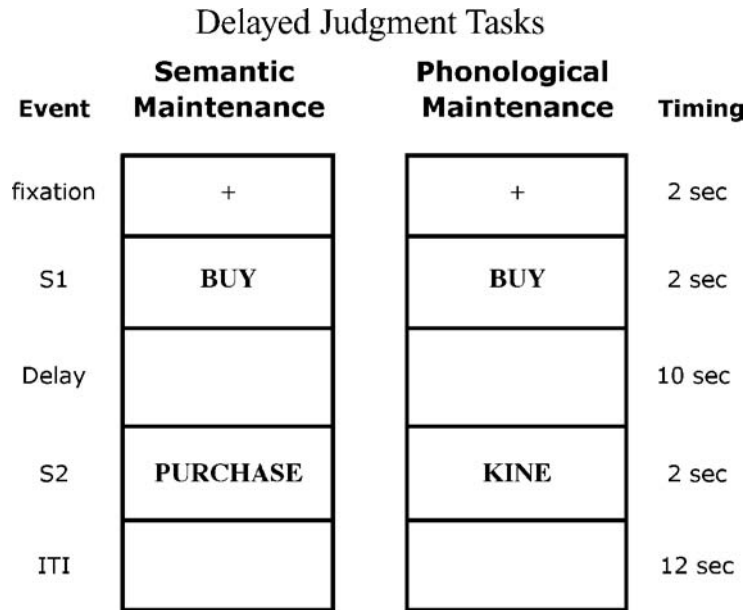 Delayed Judgment Tasks
Event Semantic Maintenance Phonological Maintenance Timing
fixation + + 2 sec
S1 BUY BUY 2 sec
Delay 10 sec
S2 PURCHASE KINE 2 sec
ITI 12 sec